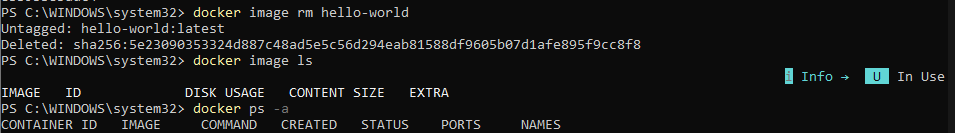 PS C:\WINDOWS\system32> docker image rm hello-world
Untagged: hello-world:latest
Deleted: sha256:5e23090353324d887c48ad5e5c56d294eab81588df9605b07d1afe895f9cc8f8
PS C:\WINDOWS\system32> docker image ls
i Info → U In Use
IMAGE ID DISK USAGE CONTENT SIZE EXTRA
PS C:\WINDOWS\system32> docker ps -a
CONTAINER ID IMAGE COMMAND CREATED STATUS PORTS NAMES